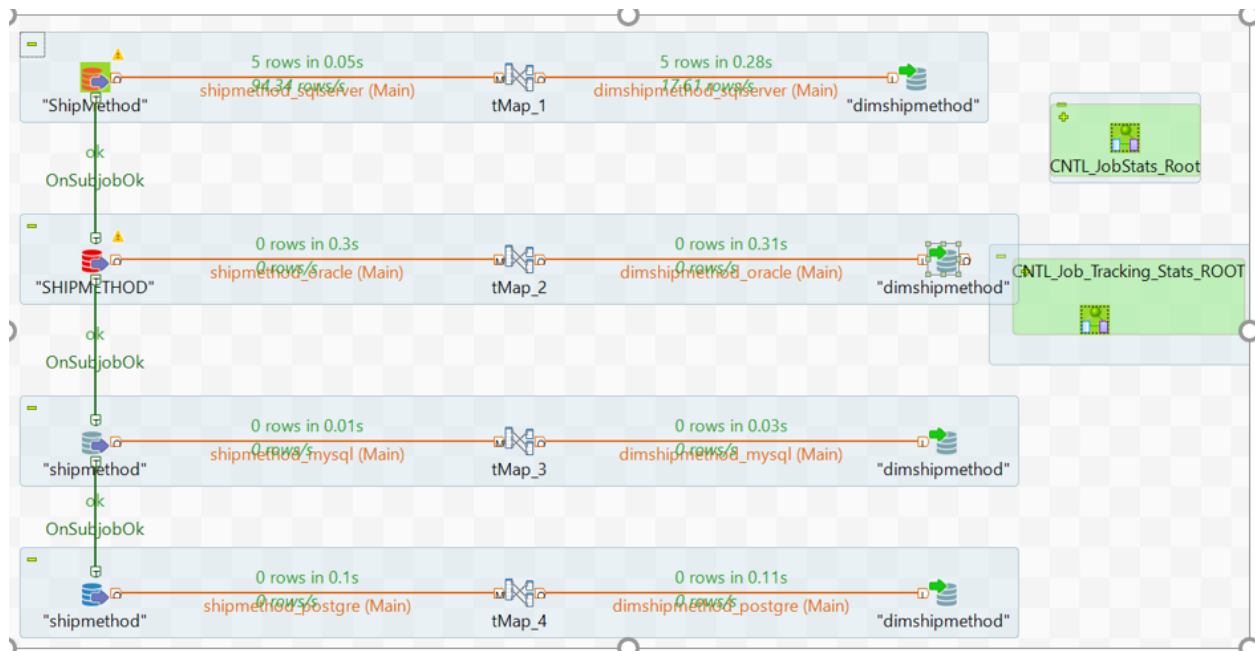 5 rows in 0.05s
94.34 rows/s
shipmethod_sqlserver (Main)
5 rows in 0.28s
17.61 rows/s
dimshipmethod_sqlserver (Main)
"ShipMethod"
tMap_1
"dimshipmethod"
CNTL_JobStats_Root
ok
OnSubjobOk
0 rows in 0.3s
0 rows/s
shipmethod_oracle (Main)
0 rows in 0.31s
0 rows/s
dimshipmethod_oracle (Main)
"SHIPMETHOD"
tMap_2
"dimshipmethod"
CNTL_Job_Tracking_Stats_ROOT
ok
OnSubjobOk
0 rows in 0.01s
0 rows/s
shipmethod_mysql (Main)
0 rows in 0.03s
0 rows/s
dimshipmethod_mysql (Main)
"shipmethod"
tMap_3
"dimshipmethod"
ok
OnSubjobOk
0 rows in 0.1s
0 rows/s
shipmethod_postgre (Main)
0 rows in 0.11s
0 rows/s
dimshipmethod_postgre (Main)
"shipmethod"
tMap_4
"dimshipmethod"